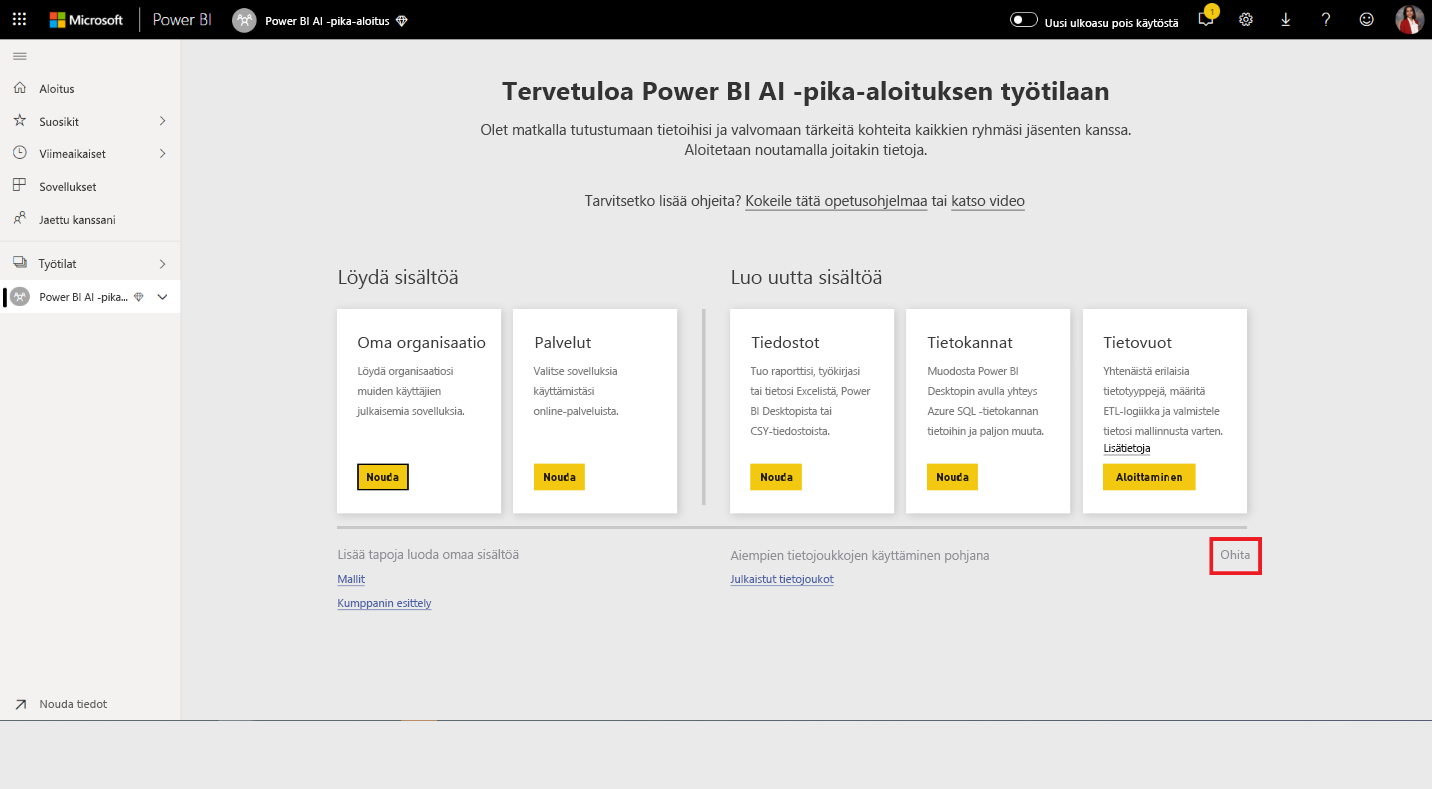 Microsoft
Power BI
Power BI AI -pika-aloitus
Uusi ulkoasu pois käytöstä
1
Aloitus
Suosikit
Viimeaikaiset
Sovellukset
Jaettu kanssani
Työtilat
Power BI AI -pika...
Nouda tiedot
Tervetuloa Power BI AI -pika-aloituksen työtilaan
Olet matkalla tutustumaan tietoihisi ja valvomaan tärkeitä kohteita kaikkien ryhmäsi jäsenten kanssa.
Aloitetaan noutamalla joitakin tietoja.
Tarvitsetko lisää ohjeita? Kokeile tätä opetusohjelmaa tai katso video
Löydä sisältöä
Oma organisaatio
Löydä organisaatiosi
muiden käyttäjien
julkaisemia sovelluksia.
Nouda
Palvelut
Valitse sovelluksia
käyttämistäsi
online-palveluista.
Nouda
Luo uutta sisältöä
Tiedostot
Tuo raporttisi, työkirjasi
tai tietosi Excelistä, Power
BI Desktopista tai
CSY-tiedostoista.
Nouda
Tietokannat
Muodosta Power BI
Desktopin avulla yhteys
Azure SQL -tietokannan
tietoihin ja paljon muuta.
Nouda
Tietovuot
Yhtenäistä erilaisia
tietotyyppejä, määritä
ETL-logiikka ja valmistele
tietosi mallinnusta varten.
Lisätietoja
Aloittaminen
Lisää tapoja luoda omaa sisältöä
Mallit
Kumppanin esittely
Aiempien tietojoukkojen käyttäminen pohjana
Julkaistut tietojoukot
Ohita